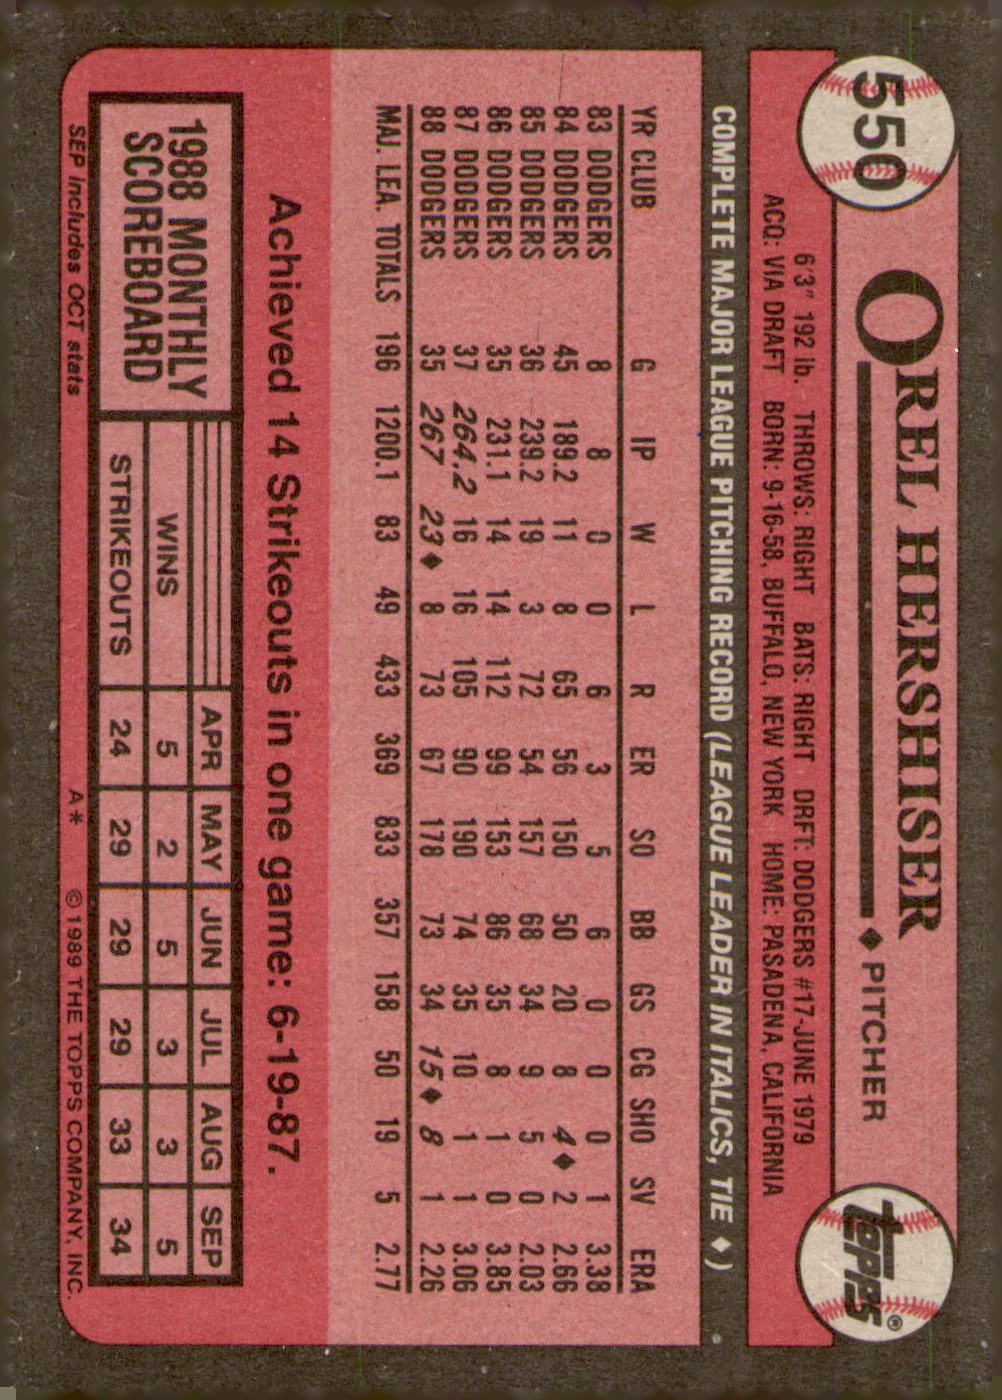 550
OREL HERSHISER
♦ PITCHER
topps®
6'3" 192 lb. THROWS: RIGHT BATS: RIGHT DRFT: DODGERS #17-JUNE 1979
ACQ: VIA DRAFT BORN: 9-16-58, BUFFALO, NEW YORK HOME: PASADENA, CALIFORNIA
COMPLETE MAJOR LEAGUE PITCHING RECORD (LEAGUE LEADER IN ITALICS, TIE ♦)
YR CLUB G IP W L R ER SO BB GS CG SHO SV ERA
83 DODGERS 8 8 0 0 6 3 5 6 0 0 0 1 3.38
84 DODGERS 45 189.2 11 8 65 56 150 50 20 8 4♦ 2 2.66
85 DODGERS 36 239.2 19 3 72 54 157 68 34 9 5 0 2.03
86 DODGERS 35 231.1 14 14 112 99 153 86 35 8 1 0 3.85
87 DODGERS 37 264.2 16 16 105 90 190 74 35 10 1 1 3.06
88 DODGERS 35 267 23♦ 8 73 67 178 73 34 15♦ 8 1 2.26
MAJ. LEA. TOTALS 196 1200.1 83 49 433 369 833 357 158 50 19 5 2.77
Achieved 14 Strikeouts in one game: 6-19-87.
1988 MONTHLY
SCOREBOARD
APR MAY JUN JUL AUG SEP
WINS 5 2 5 3 3 5
STRIKEOUTS 24 29 29 29 33 34
SEP includes OCT stats
A* ©1989 THE TOPPS COMPANY, INC.